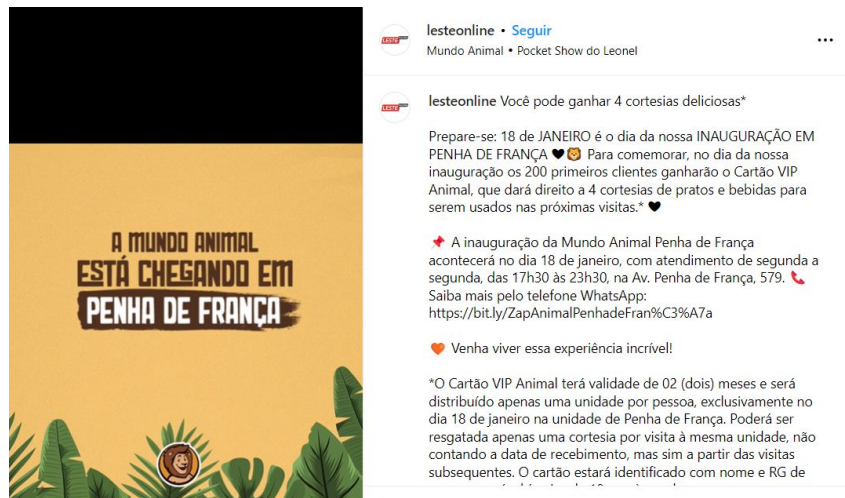 A MUNDO ANIMAL
ESTÁ CHEGANDO EM
PENHA DE FRANÇA
LESTE
lesteonline • Seguir
Mundo Animal • Pocket Show do Leonel
LESTE
lesteonline Você pode ganhar 4 cortesias deliciosas*
Prepare-se: 18 de JANEIRO é o dia da nossa INAUGURAÇÃO EM
PENHA DE FRANÇA 🖤🦁 Para comemorar, no dia da nossa
inauguração os 200 primeiros clientes ganharão o Cartão VIP
Animal, que dará direito a 4 cortesias de pratos e bebidas para
serem usados nas próximas visitas.* 🖤
📌 A inauguração da Mundo Animal Penha de França
acontecerá no dia 18 de janeiro, com atendimento de segunda a
segunda, das 17h30 às 23h30, na Av. Penha de França, 579. 📞
Saiba mais pelo telefone WhatsApp:
https://bit.ly/ZapAnimalPenhadeFran%C3%A7a
🧡 Venha viver essa experiência incrível!
*O Cartão VIP Animal terá validade de 02 (dois) meses e será
distribuído apenas uma unidade por pessoa, exclusivamente no
dia 18 de janeiro na unidade de Penha de França. Poderá ser
resgatada apenas uma cortesia por visita à mesma unidade, não
contando a data de recebimento, mas sim a partir das visitas
subsequentes. O cartão estará identificado com nome e RG de